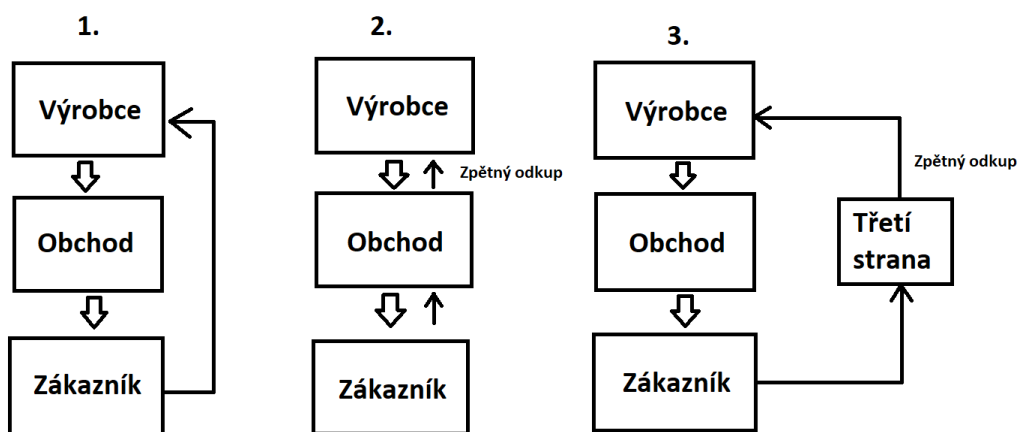 1.
Výrobce
Obchod
Zákazník
2.
Výrobce
Zpětný odkup
Obchod
Zákazník
3.
Výrobce
Zpětný odkup
Obchod
Třetí
strana
Zákazník